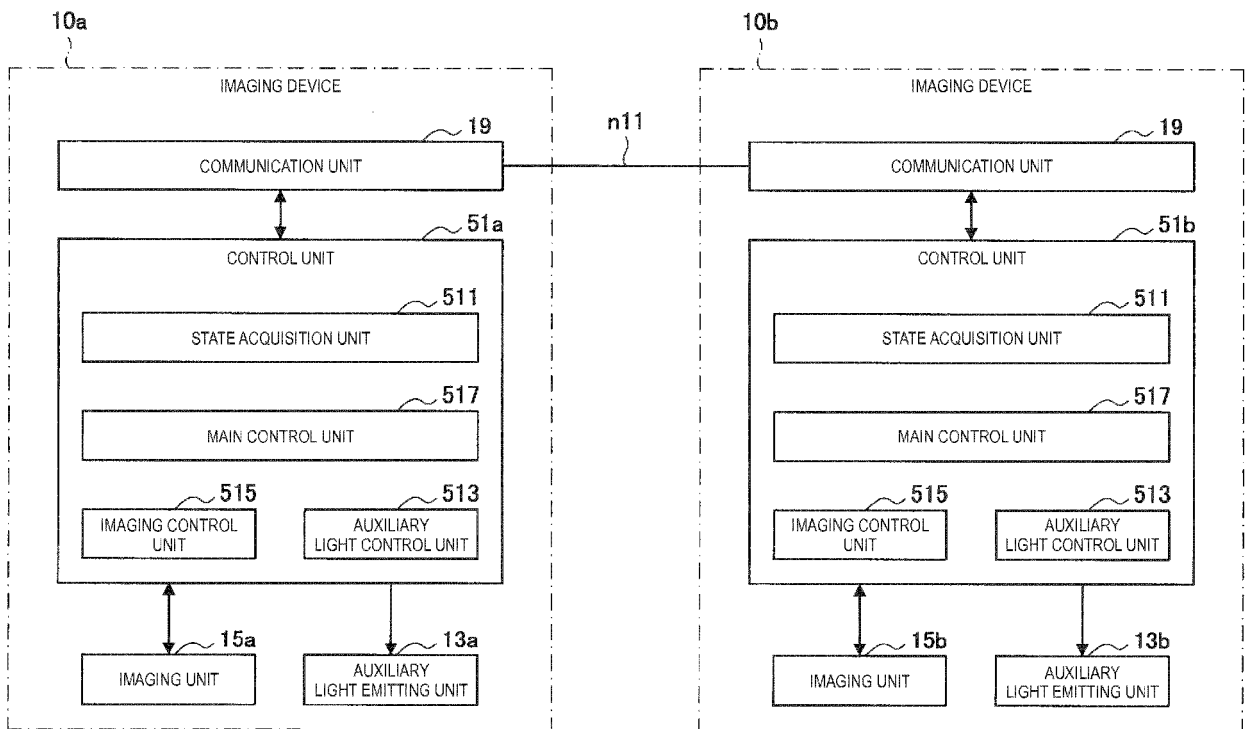 10a
10b
IMAGING DEVICE
IMAGING DEVICE
19
n11
19
COMMUNICATION UNIT
COMMUNICATION UNIT
51a
51b
CONTROL UNIT
CONTROL UNIT
511
511
STATE ACQUISITION UNIT
STATE ACQUISITION UNIT
517
517
MAIN CONTROL UNIT
MAIN CONTROL UNIT
515
513
515
513
IMAGING CONTROL
UNIT
AUXILIARY
LIGHT CONTROL UNIT
IMAGING CONTROL
UNIT
AUXILIARY
LIGHT CONTROL UNIT
15a
13a
15b
13b
IMAGING UNIT
AUXILIARY
LIGHT EMITTING UNIT
IMAGING UNIT
AUXILIARY
LIGHT EMITTING UNIT